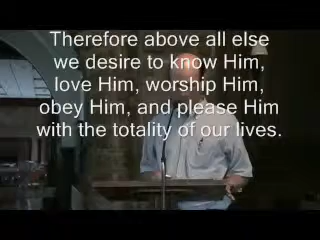 Therefore above all else
we desire to know Him,
love Him, worship Him,
obey Him, and please Him
with the totality of our lives.